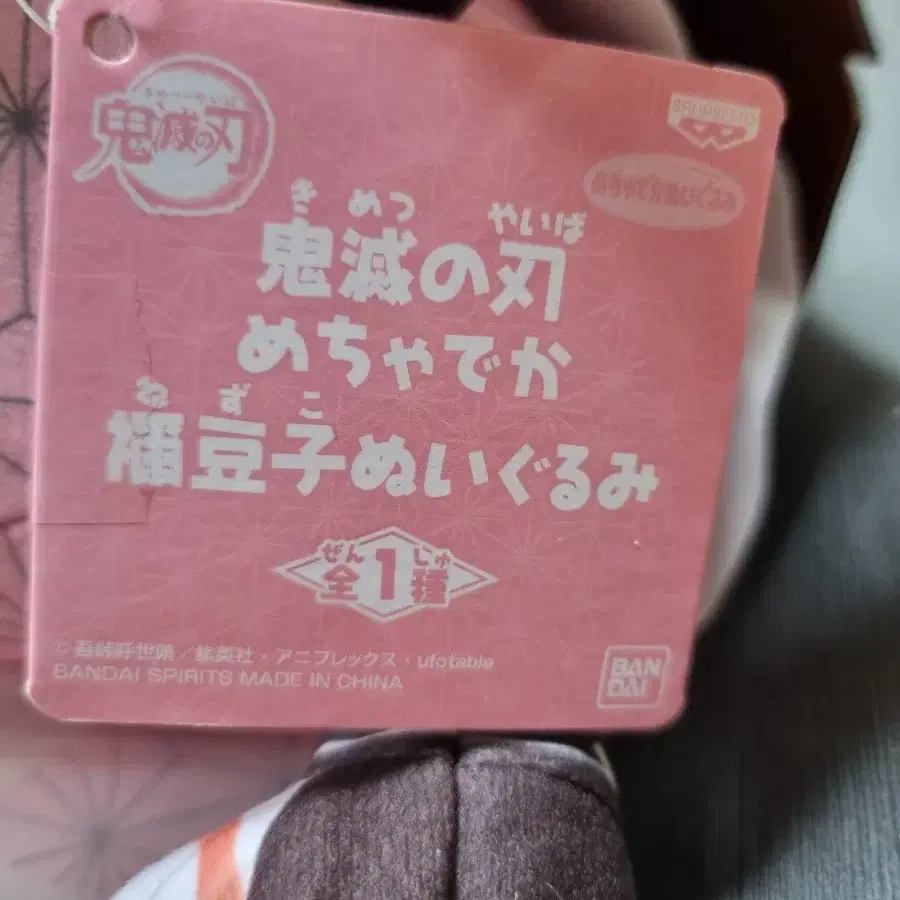 鬼滅の刃
BANPRESTO
めちゃでかぬいぐるみ
き めつ やいば
鬼滅の刃
めちゃでか
ねずこ
禰豆子ぬいぐるみ
ぜん しゅ
全1種
© 吾峠呼世晴／集英社・アニプレックス・ufotable
BANDAI SPIRITS MADE IN CHINA
BAN
DAI